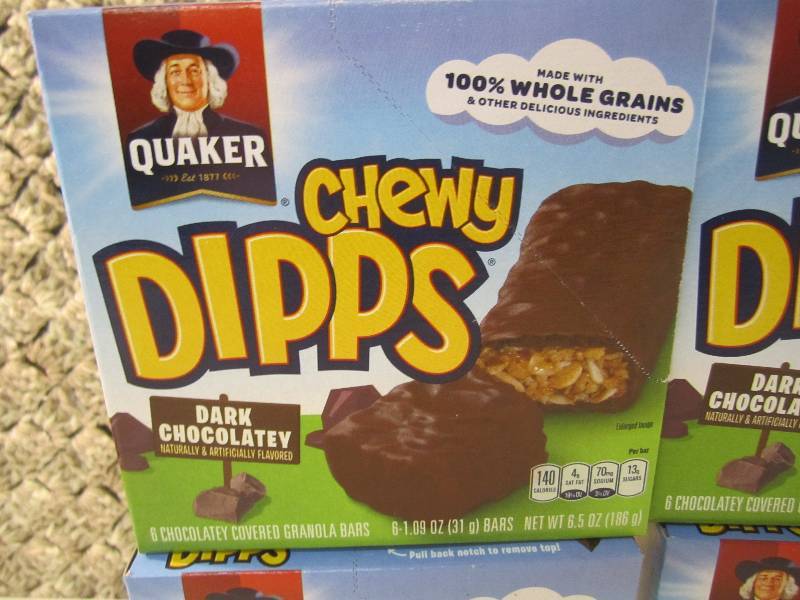 MADE WITH
100% WHOLE GRAINS
& OTHER DELICIOUS INGREDIENTS
QUAKER
Est 1877
®
CHEWY
DIPPS®
DARK
CHOCOLATEY
NATURALLY & ARTIFICIALLY FLAVORED
Enlarged Image
Per bar
140 CALORIES
4g SAT FAT
70mg SODIUM
3% DV
13g SUGARS
6 CHOCOLATEY COVERED GRANOLA BARS 6-1.09 OZ (31 g) BARS NET WT 6.5 OZ (186 g)
Pull back notch to remove top!
DIPPS
QU
D
DARK
CHOCOLA
NATURALLY & ARTIFICIALLY
6 CHOCOLATEY COVERED